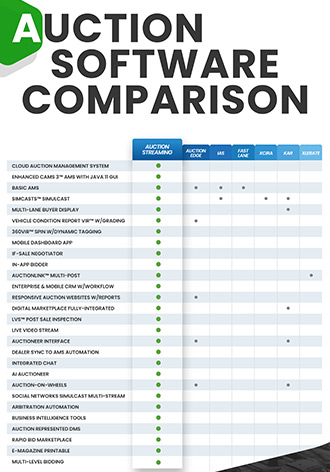 AUCTION
SOFTWARE
COMPARISON
AUCTION STREAMING
AUCTION EDGE
IAS
FAST LANE
XCIRA
KAR
XLERATE
CLOUD AUCTION MANAGEMENT SYSTEM
ENHANCED CAMS 3™ AMS WITH JAVA 11 GUI
BASIC AMS
SIMCASTS™ SIMULCAST
MULTI-LANE BUYER DISPLAY
VEHICLE CONDITION REPORT VIR™ W/GRADING
360VIR™ SPIN W/DYNAMIC TAGGING
MOBILE DASHBOARD APP
IF-SALE NEGOTIATOR
IN-APP BIDDER
AUCTIONLINK™ MULTI-POST
ENTERPRISE & MOBILE CRM W/WORKFLOW
RESPONSIVE AUCTION WEBSITES W/REPORTS
DIGITAL MARKETPLACE FULLY-INTEGRATED
LVS™ POST SALE INSPECTION
LIVE VIDEO STREAM
AUCTIONEER INTERFACE
DEALER SYNC TO AMS AUTOMATION
INTEGRATED CHAT
AI AUCTIONEER
AUCTION-ON-WHEELS
SOCIAL NETWORKS SIMULCAST MULTI-STREAM
ARBITRATION AUTOMATION
BUSINESS INTELLIGENCE TOOLS
AUCTION REPRESENTED DMS
RAPID BID MARKETPLACE
E-MAGAZINE PRINTABLE
MULTI-LEVEL BIDDING